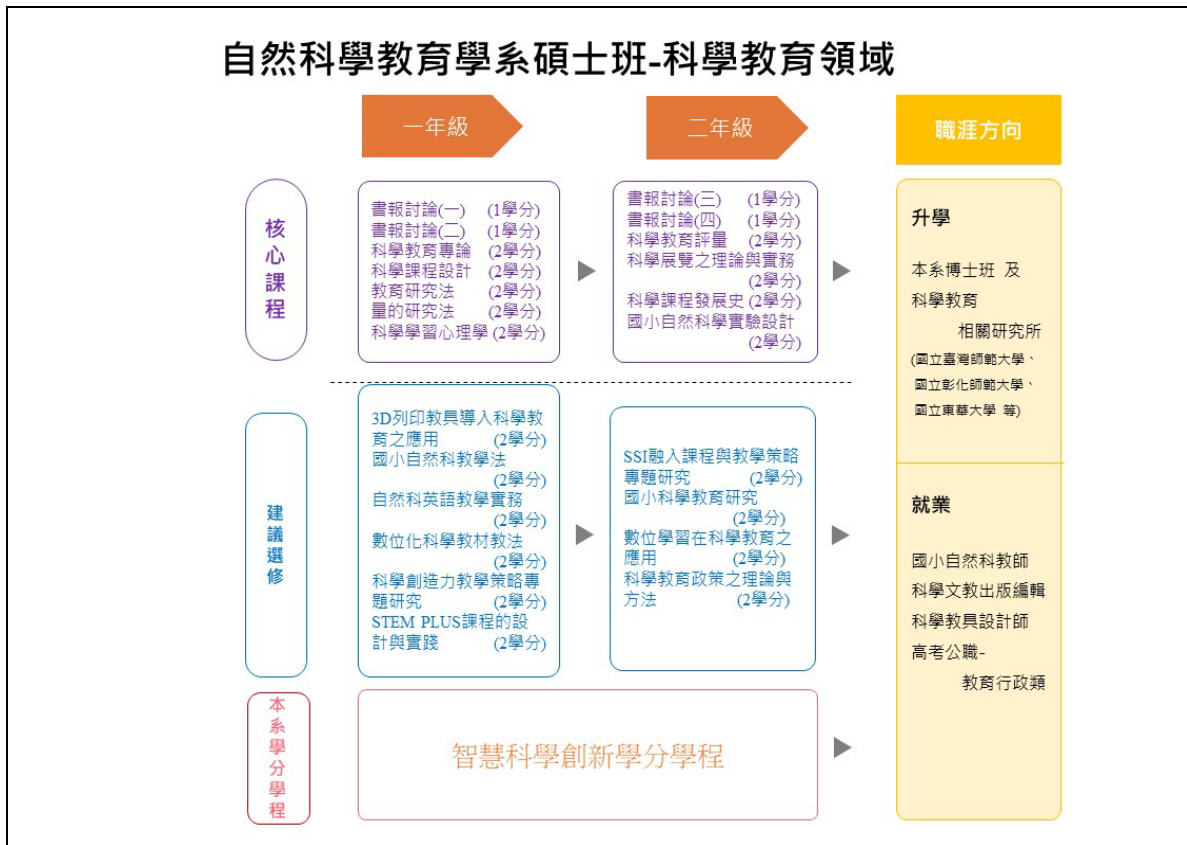 自然科學教育學系碩士班-科學教育領域
一年級
二年級
職涯方向
核心課程
書報討論(一) (1學分)
書報討論(二) (1學分)
科學教育專論 (2學分)
科學課程設計 (2學分)
教育研究法 (2學分)
量的研究法 (2學分)
科學學習心理學 (2學分)
書報討論(三) (1學分)
書報討論(四) (1學分)
科學教育評量 (2學分)
科學展覽之理論與實務
(2學分)
科學課程發展史 (2學分)
國小自然科學實驗設計
(2學分)
建議選修
3D列印教具導入科學教
育之應用 (2學分)
國小自然科教學法
(2學分)
自然科英語教學實務
(2學分)
數位化科學教材教法
(2學分)
科學創造力教學策略專
題研究 (2學分)
STEM PLUS課程的設
計與實踐 (2學分)
SSI融入課程與教學策略
專題研究 (2學分)
國小科學教育研究
(2學分)
數位學習在科學教育之
應用 (2學分)
科學教育政策之理論與
方法 (2學分)
本系學分學程
智慧科學創新學分學程
升學
本系博士班 及
科學教育
相關研究所
(國立臺灣師範大學、
國立彰化師範大學、
國立東華大學 等)
就業
國小自然科教師
科學文教出版編輯
科學教具設計師
高考公職-
教育行政類